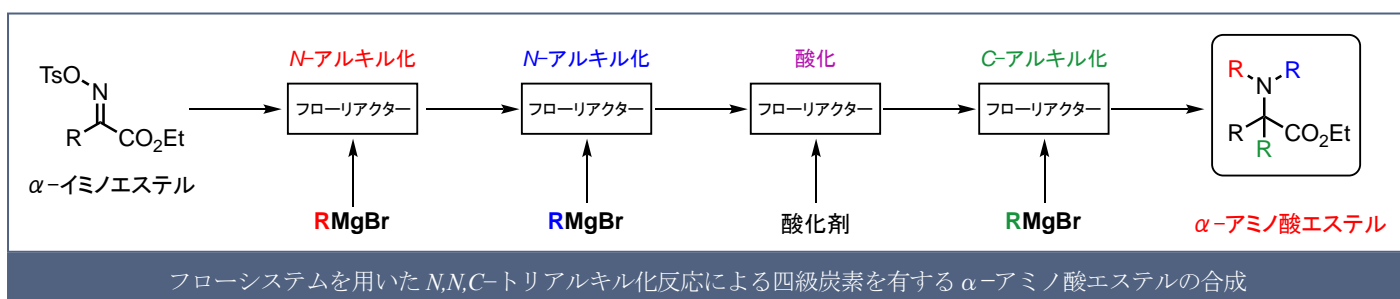 N-アルキル化 N-アルキル化 酸化 C-アルキル化
TsO N R CO2Et
フローリアクター フローリアクター フローリアクター フローリアクター
R R N R R CO2Et
α-イミノエステル
RMgBr RMgBr 酸化剤 RMgBr
α-アミノ酸エステル
フローシステムを用いた N,N,C-トリアルキル化反応による四級炭素を有する α-アミノ酸エステルの合成